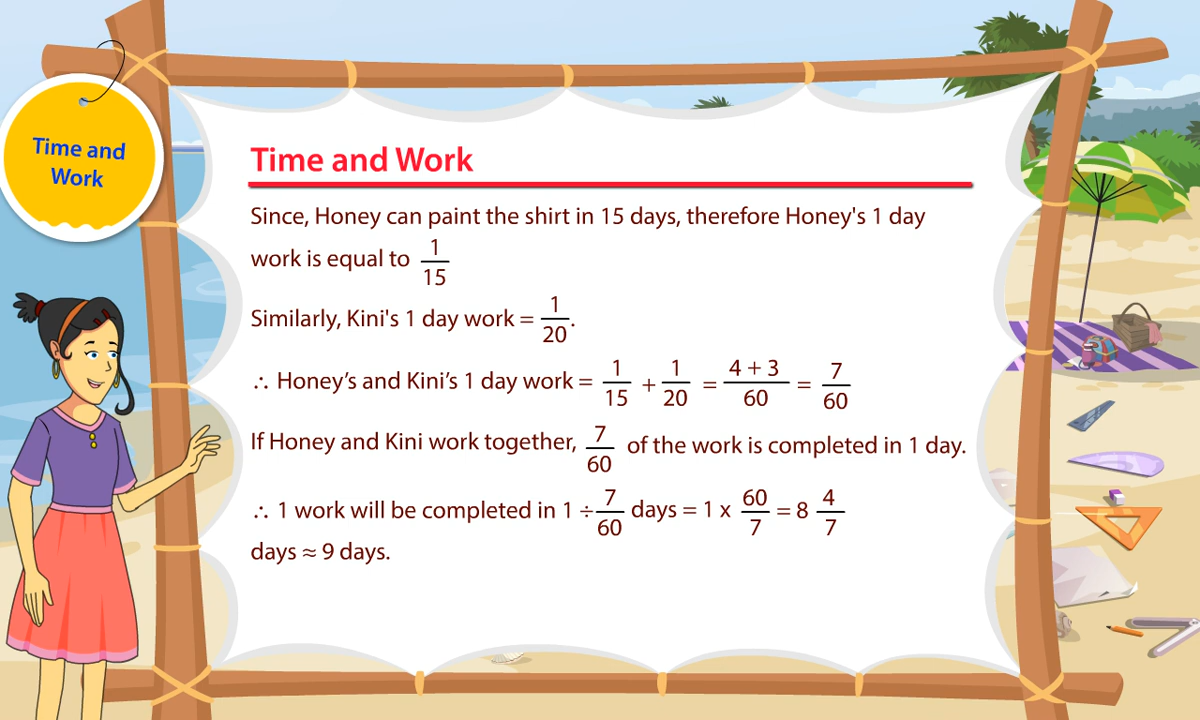 Time and
Work
Time and Work
Since, Honey can paint the shirt in 15 days, therefore Honey's 1 day
work is equal to 1/15
Similarly, Kini's 1 day work = 1/20.
∴ Honey’s and Kini’s 1 day work = 1/15 + 1/20 = 4 + 3/60 = 7/60
If Honey and Kini work together, 7/60 of the work is completed in 1 day.
∴ 1 work will be completed in 1 ÷ 7/60 days = 1 x 60/7 = 8 4/7
days ≈ 9 days.